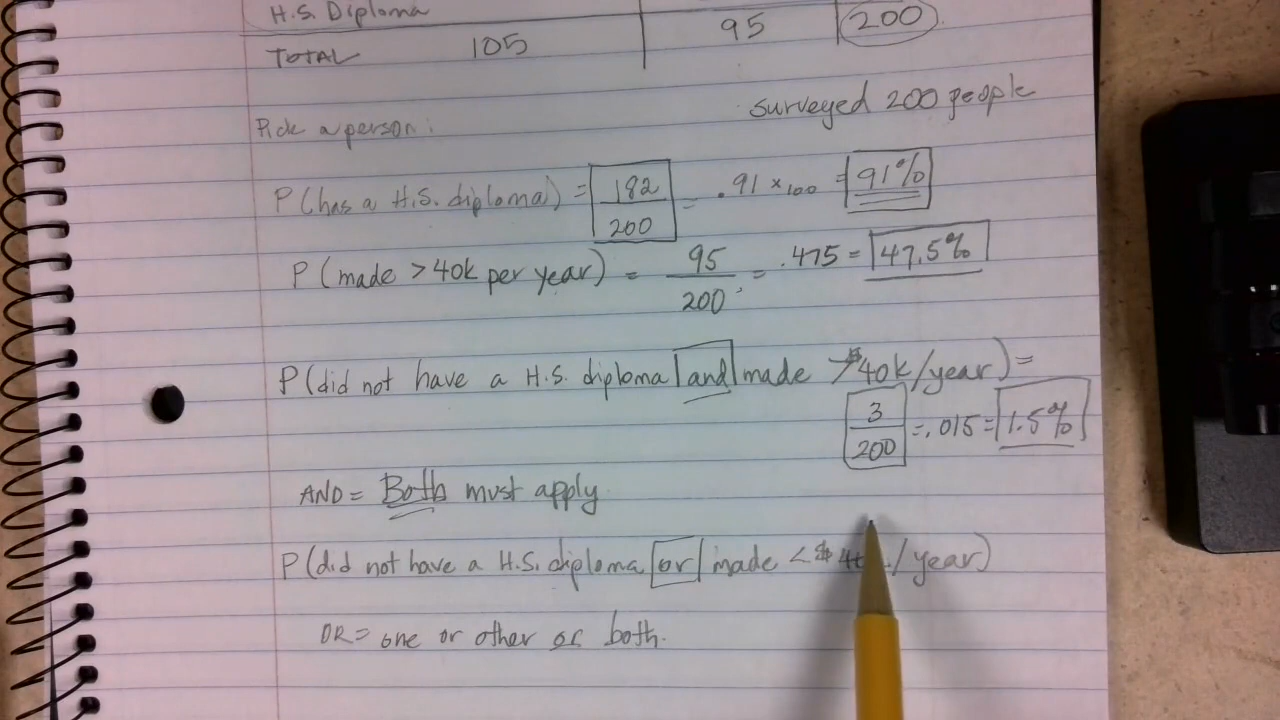 H.S. Diploma
TOTAL 105 95 200
surveyed 200 people
Pick a person:
P(has a H.S. diploma) = 182/200 = .91 x 100 = 91%
P(made >40k per year) = 95/200 = .475 = 47.5%
P(did not have a H.S. diploma and made >$40k/year) =
3/200 = .015 = 1.5%
AND = Both must apply
P(did not have a H.S. diploma or made <$40k/year)
OR = one or other or both.